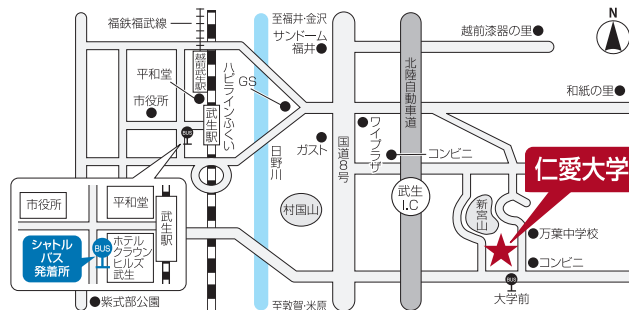 福鉄福武線
至福井・金沢
サンドーム
福井
越前漆器の里
N
平和堂
越前武生駅
ハピラインふくい
GS
北陸自動車道
和紙の里
市役所
武生駅
BUS
ワイプラザ
ガスト
コンビニ
日野川
国道8号
仁愛大学
武生
I.C
新宮山
村国山
市役所
平和堂
武生駅
万葉中学校
シャトル
バス
発着所
BUS
ホテル
クラウン
ヒルズ
武生
コンビニ
BUS
大学前
紫式部公園
至敦賀・米原